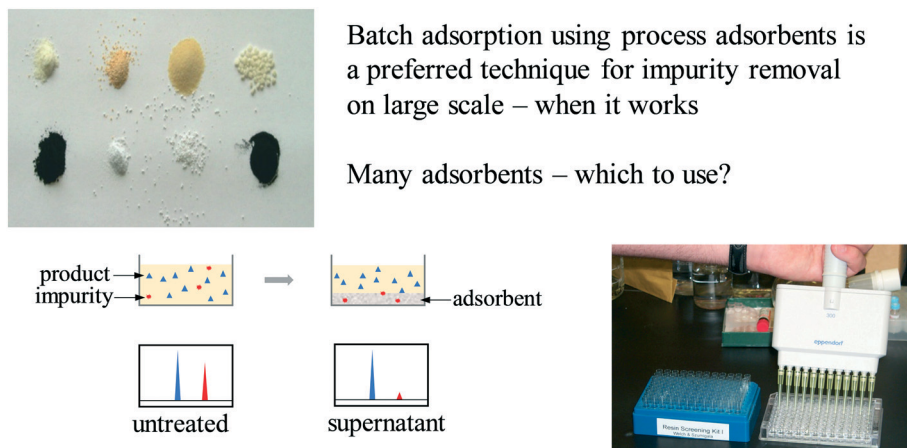 Batch adsorption using process adsorbents is
a preferred technique for impurity removal
on large scale – when it works
Many adsorbents – which to use?
product
impurity
adsorbent
untreated
supernatant
eppendorf
Resin Screening Kit I